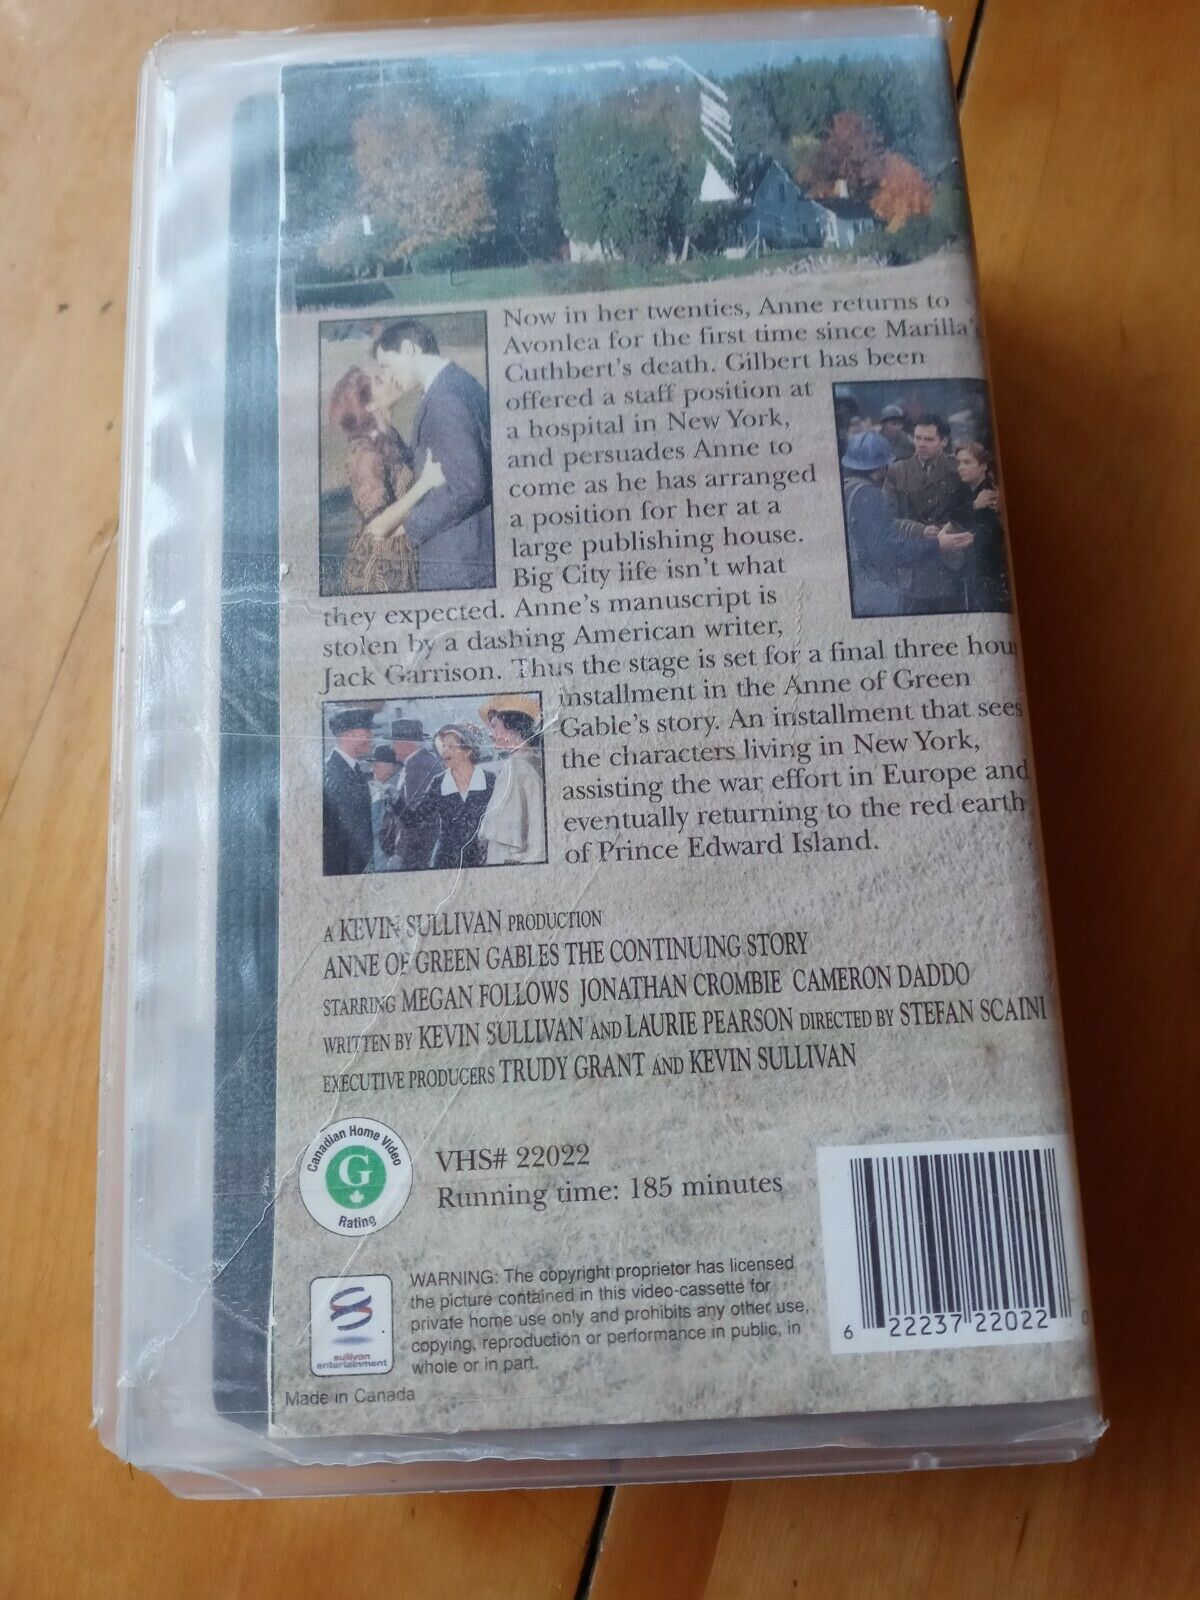 Now in her twenties, Anne returns to
Avonlea for the first time since Marilla's
Cuthbert's death. Gilbert has been
offered a staff position at
a hospital in New York,
and persuades Anne to
come as he has arranged
a position for her at a
large publishing house.
Big City life isn't what
they expected. Anne's manuscript is
stolen by a dashing American writer,
Jack Garrison. Thus the stage is set for a final three hour
installment in the Anne of Green
Gable's story. An installment that sees
the characters living in New York,
assisting the war effort in Europe and
eventually returning to the red earth
of Prince Edward Island.
A KEVIN SULLIVAN PRODUCTION
ANNE OF GREEN GABLES THE CONTINUING STORY
STARRING MEGAN FOLLOWS JONATHAN CROMBIE CAMERON DADDO
WRITTEN BY KEVIN SULLIVAN AND LAURIE PEARSON DIRECTED BY STEFAN SCAINI
EXECUTIVE PRODUCERS TRUDY GRANT AND KEVIN SULLIVAN
Canadian Home Video
G
Rating
VHS# 22022
Running time: 185 minutes
WARNING: The copyright proprietor has licensed
the picture contained in this video-cassette for
private home use only and prohibits any other use,
copying, reproduction or performance in public, in
whole or in part.
sullivan
entertainment
Made in Canada
6 22237 22022 0